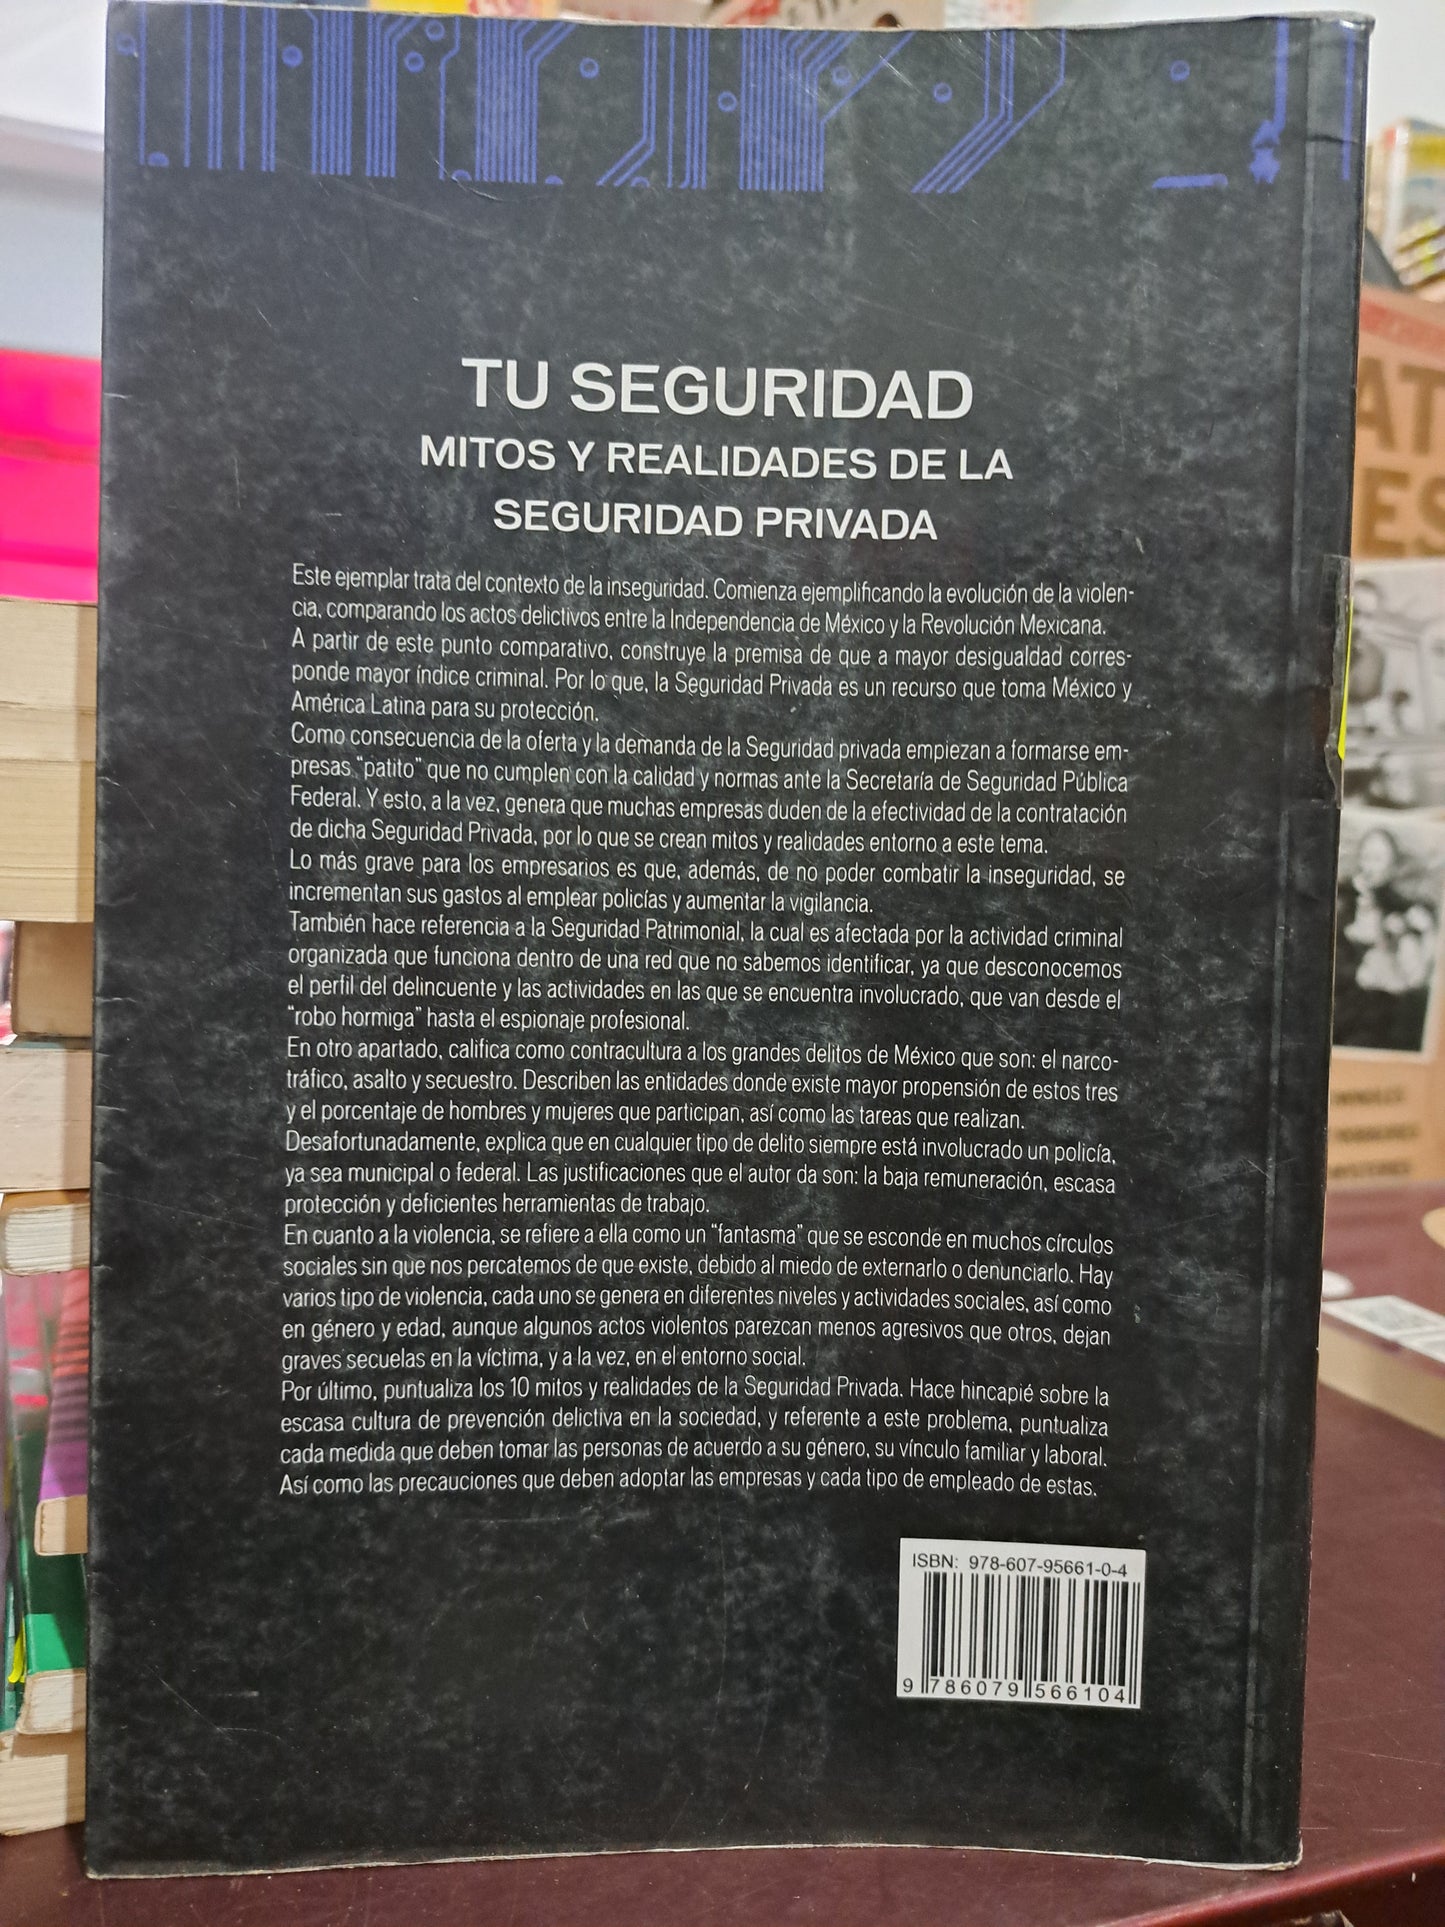 TU SEGURIDAD
MITOS Y REALIDADES DE LA
SEGURIDAD PRIVADA
Este ejemplar trata del contexto de la inseguridad. Comienza ejemplificando la evolución de la violen-
cia, comparando los actos delictivos entre la Independencia de México y la Revolución Mexicana.
A partir de este punto comparativo, construye la premisa de que a mayor desigualdad corres-
ponde mayor índice criminal. Por lo que, la Seguridad Privada es un recurso que toma México y
América Latina para su protección.
Como consecuencia de la oferta y la demanda de la Seguridad privada empiezan a formarse em-
presas "patito" que no cumplen con la calidad y normas ante la Secretaría de Seguridad Pública
Federal. Y esto, a la vez, genera que muchas empresas duden de la efectividad de la contratación
de dicha Seguridad Privada, por lo que se crean mitos y realidades entorno a este tema.
Lo más grave para los empresarios es que, además, de no poder combatir la inseguridad, se
incrementan sus gastos al emplear policías y aumentar la vigilancia.
También hace referencia a la Seguridad Patrimonial, la cual es afectada por la actividad criminal
organizada que funciona dentro de una red que no sabemos identificar, ya que desconocemos
el perfil del delincuente y las actividades en las que se encuentra involucrado, que van desde el
"robo hormiga" hasta el espionaje profesional.
En otro apartado, califica como contracultura a los grandes delitos de México que son: el narco-
tráfico, asalto y secuestro. Describen las entidades donde existe mayor propensión de estos tres
y el porcentaje de hombres y mujeres que participan, así como las tareas que realizan.
Desafortunadamente, explica que en cualquier tipo de delito siempre está involucrado un policía,
ya sea municipal o federal. Las justificaciones que el autor da son: la baja remuneración, escasa
protección y deficientes herramientas de trabajo.
En cuanto a la violencia, se refiere a ella como un "fantasma" que se esconde en muchos círculos
sociales sin que nos percatemos de que existe, debido al miedo de externarlo o denunciarlo. Hay
varios tipo de violencia, cada uno se genera en diferentes niveles y actividades sociales, así como
en género y edad, aunque algunos actos violentos parezcan menos agresivos que otros, dejan
graves secuelas en la víctima, y a la vez, en el entorno social.
Por último, puntualiza los 10 mitos y realidades de la Seguridad Privada. Hace hincapié sobre la
escasa cultura de prevención delictiva en la sociedad, y referente a este problema, puntualiza
cada medida que deben tomar las personas de acuerdo a su género, su vínculo familiar y laboral.
Así como las precauciones que deben adoptar las empresas y cada tipo de empleado de estas.
ISBN: 978-607-95661-0-4
9 786079 566104